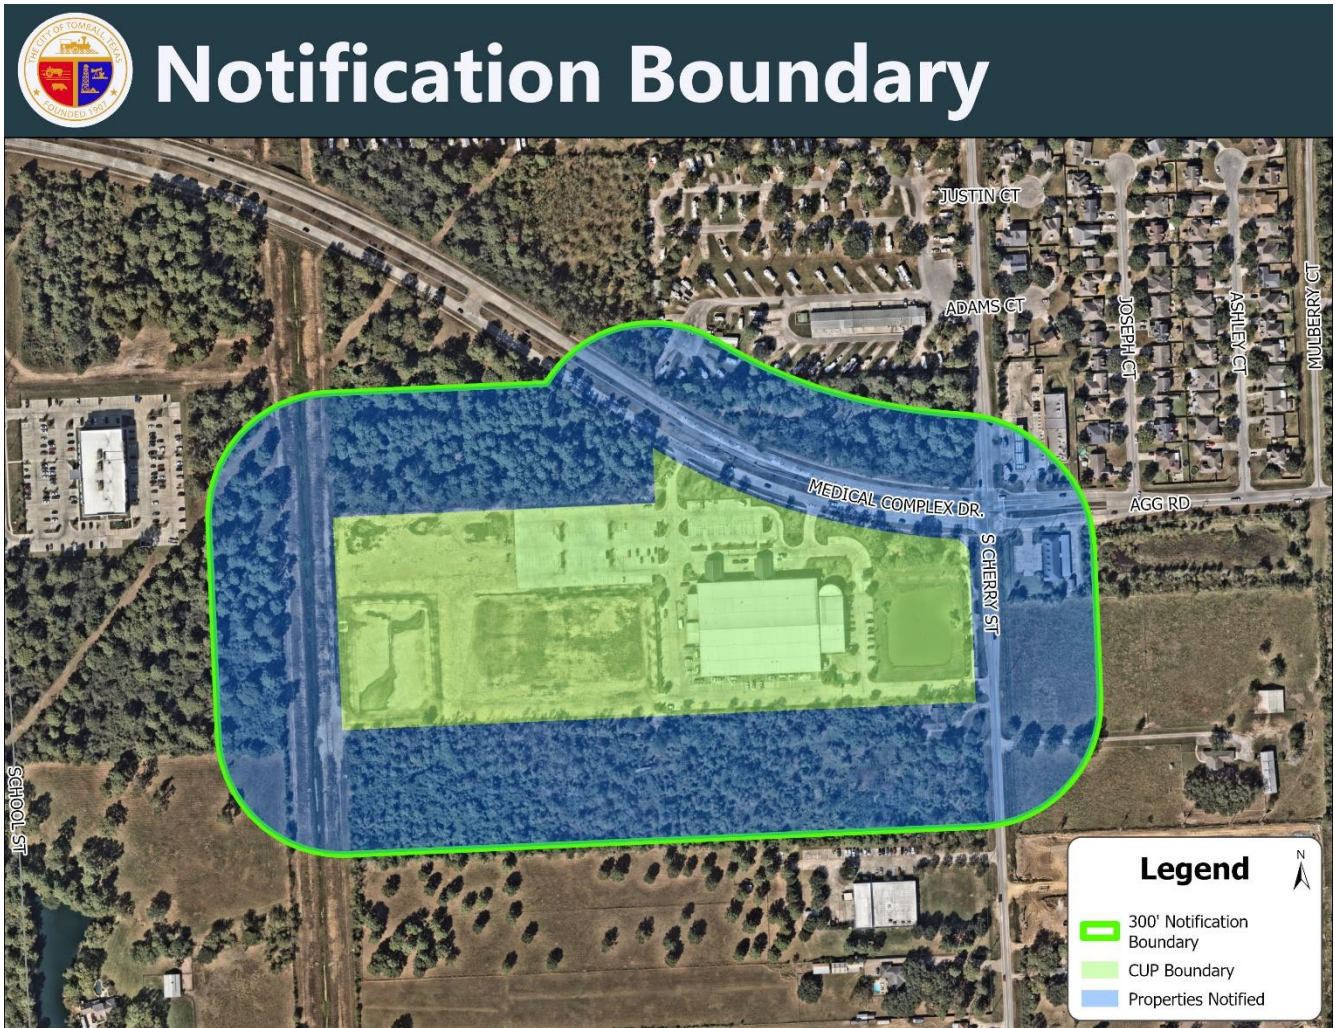 THE CITY OF TOMBALL, TEXAS
FOUNDED 1907
Notification Boundary
JUSTIN CT
ADAMS CT
JOSEPH CT
ASHLEY CT
MULBERRY CT
MEDICAL COMPLEX DR.
AGG RD
S CHERRY ST
SCHOOL ST
Legend
N
300' Notification
Boundary
CUP Boundary
Properties Notified